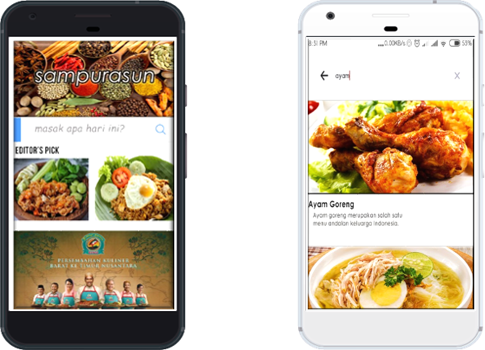 sampurasun
masak apa hari ini?
EDITOR'S PICK
PERSEMBAHAN KULINER
BARAT KE TIMUR NUSANTARA
8:51 PM ...0.00KB/s 53%
ayam X
Ayam Goreng
Ayam goreng merupakan salah satu
menu andalan keluarga Indonesia.